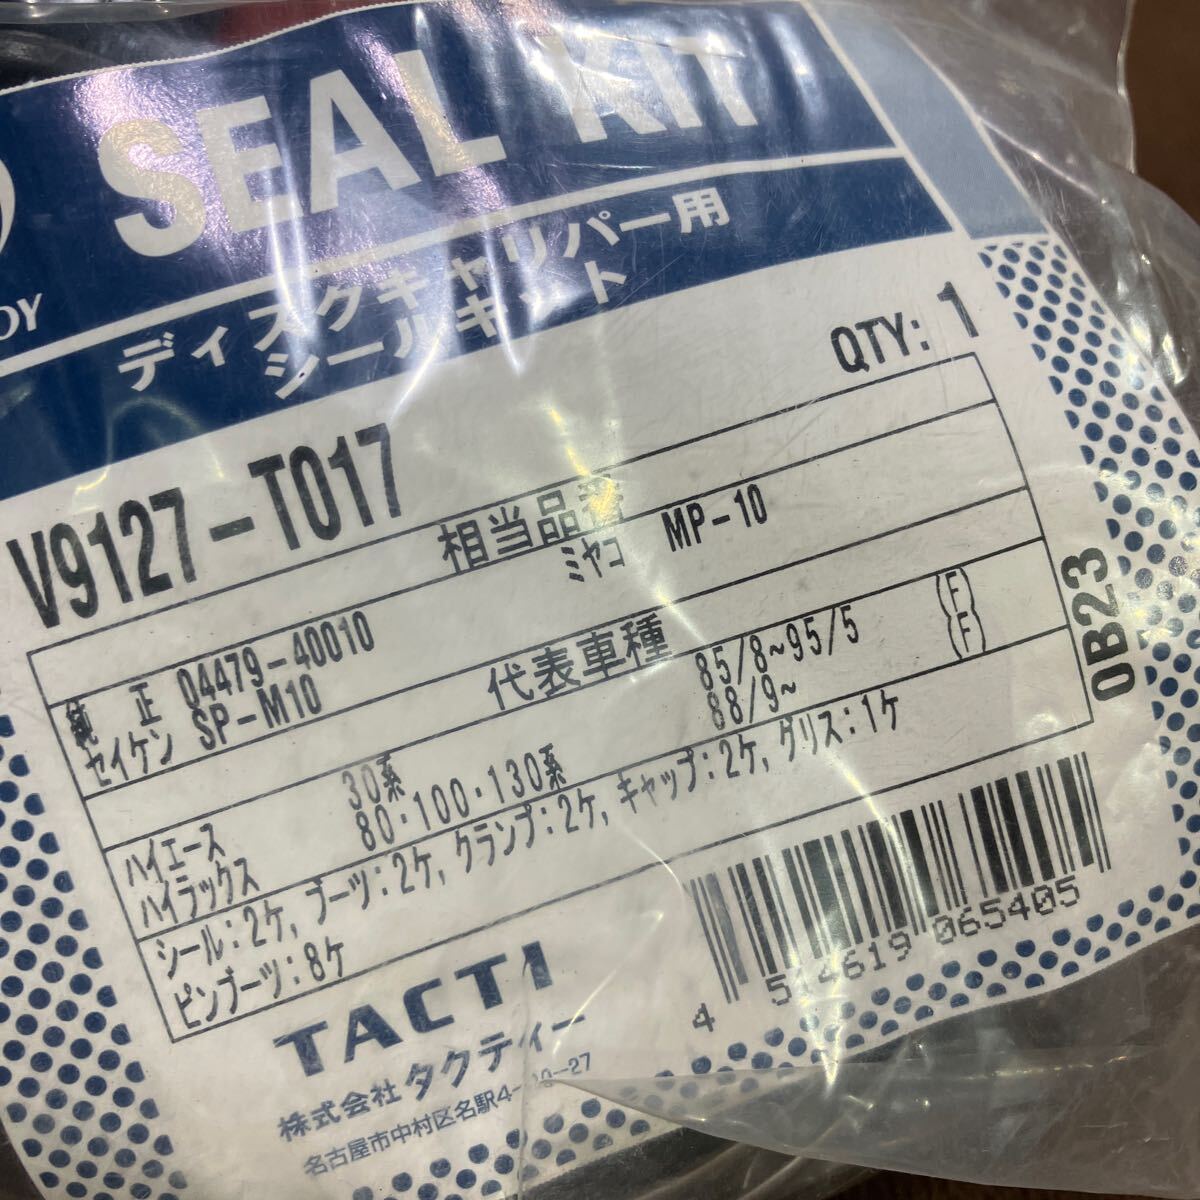 SEAL KIT
ディスクキャリパー用
シールキット
QTY: 1
V9127-T017
相当品番
純 正 04479-40010 ミヤコ MP-10
セイケン SP-M10
代表車種
ハイエース 30系 85/8~95/5 (F)
ハイラックス 80・100・130系 88/9~ (F)
シール:2ケ, ブーツ:2ケ, クランプ:2ケ, キャップ:2ケ, グリス:1ケ
ピンブーツ:8ケ
0B23
4 514619 065405
TACTI
株式会社 タクティー
名古屋市中村区名駅